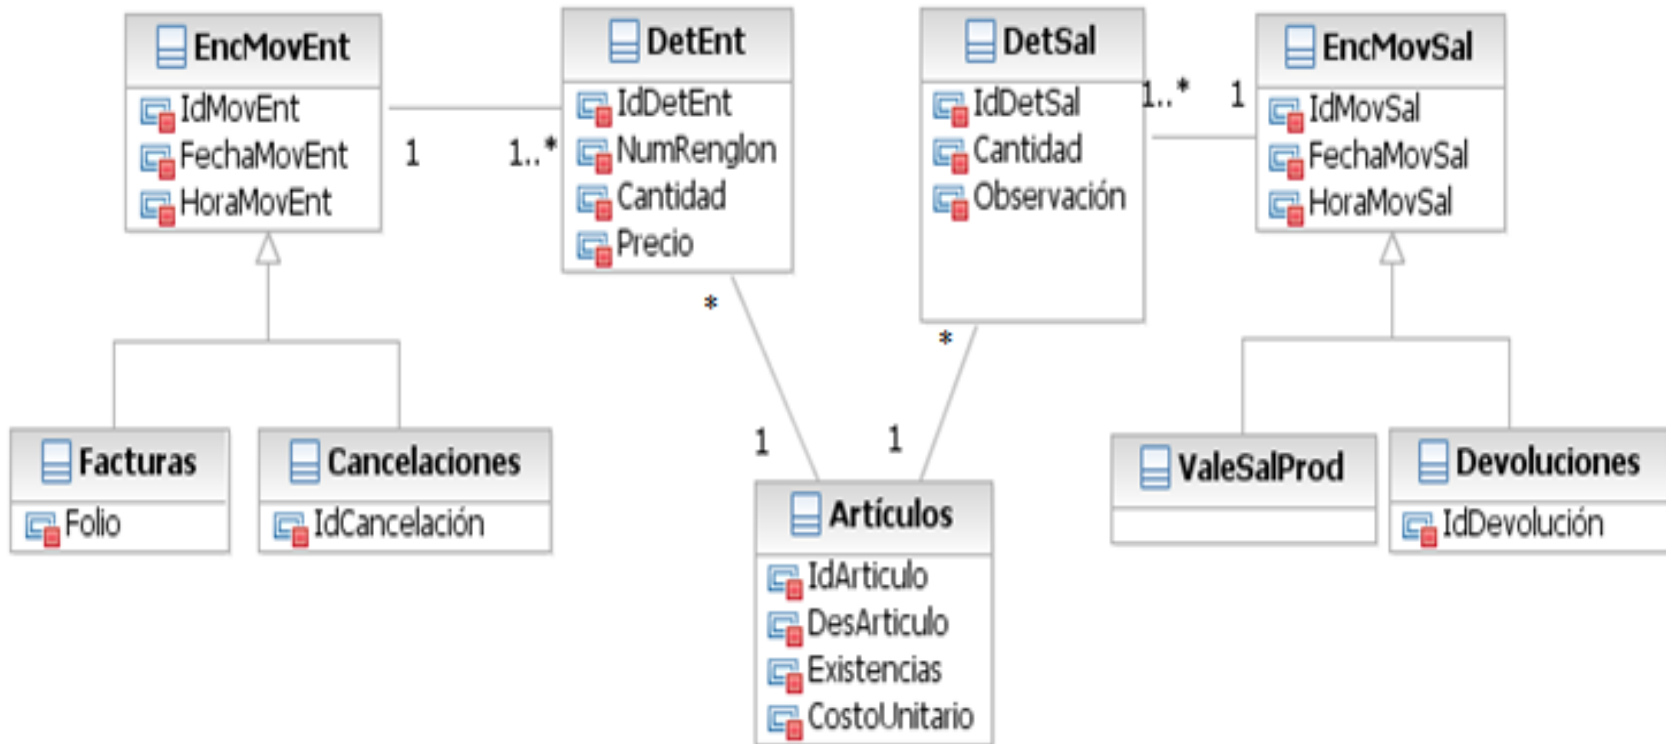 EncMovEnt
IdMovEnt
FechaMovEnt
HoraMovEnt
1
1..*
DetEnt
IdDetEnt
NumRenglon
Cantidad
Precio
*
1
DetSal
IdDetSal
Cantidad
Observación
*
1
1..*
1
EncMovSal
IdMovSal
FechaMovSal
HoraMovSal
Facturas
Folio
Cancelaciones
IdCancelación
Artículos
IdArticulo
DesArticulo
Existencias
CostoUnitario
ValeSalProd
Devoluciones
IdDevolución